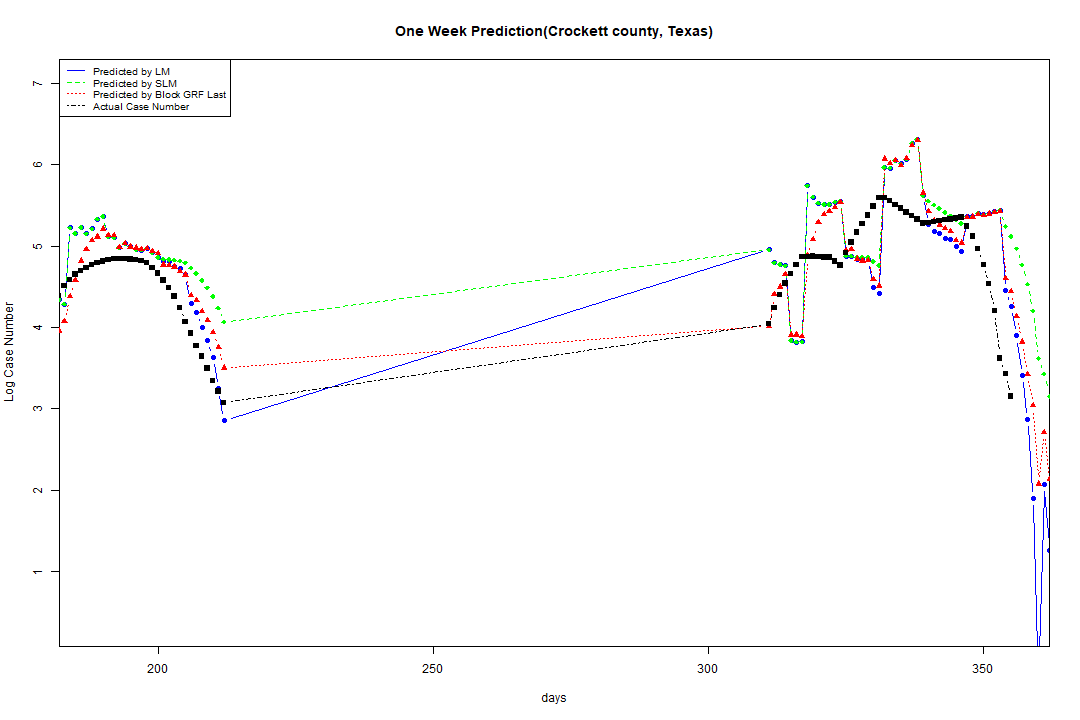 One Week Prediction(Crockett county, Texas)
Predicted by LM
Predicted by SLM
Predicted by Block GRF Last
Actual Case Number
7
6
5
4
3
2
1
Log Case Number
200 250 300 350
days